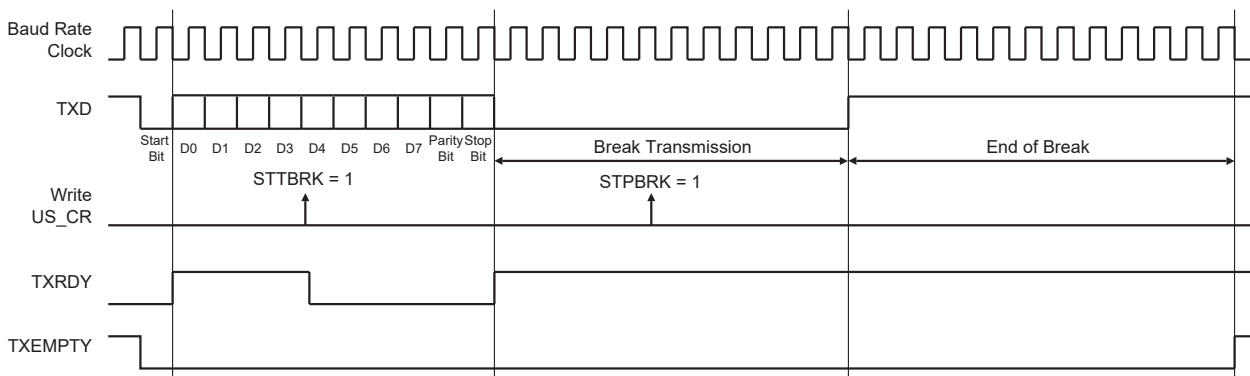 Baud Rate
Clock
TXD
Start
Bit
D0 D1 D2 D3 D4 D5 D6 D7 Parity
Bit Stop
Bit
Break Transmission
End of Break
STTBRK = 1
STPBRK = 1
Write
US_CR
TXRDY
TXEMPTY